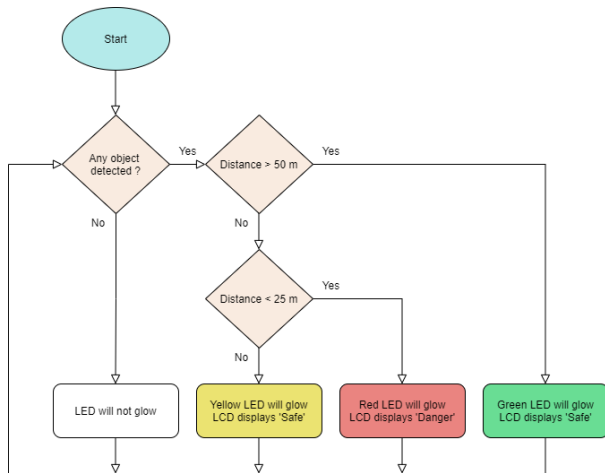 Start
Any object
detected ?
Yes
Distance > 50 m
Yes
No
No
Distance < 25 m
Yes
No
LED will not glow
Yellow LED will glow
LCD displays 'Safe'
Red LED will glow
LCD displays 'Danger'
Green LED will glow
LCD displays 'Safe'